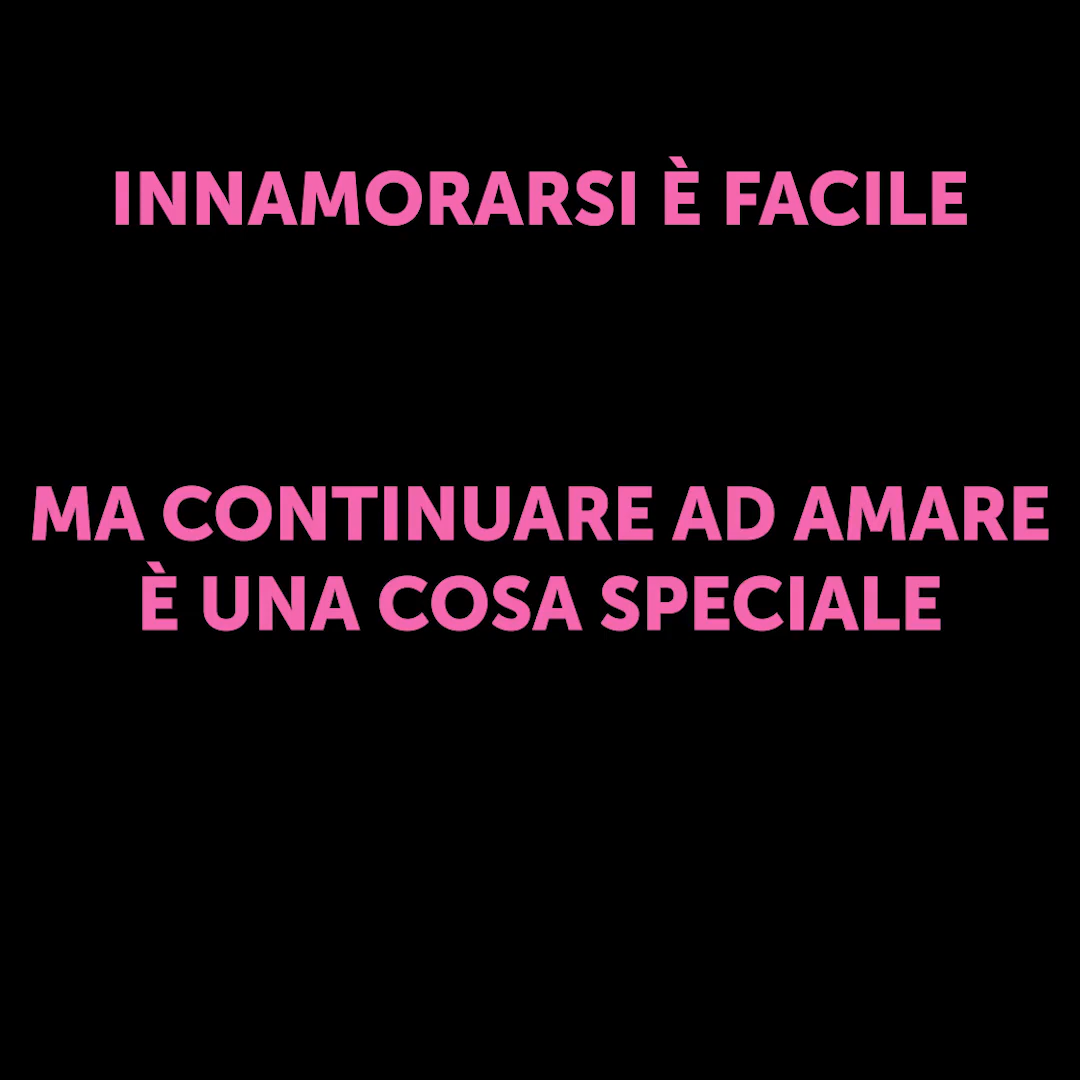 INNAMORARSI È FACILE
MA CONTINUARE AD AMARE
È UNA COSA SPECIALE